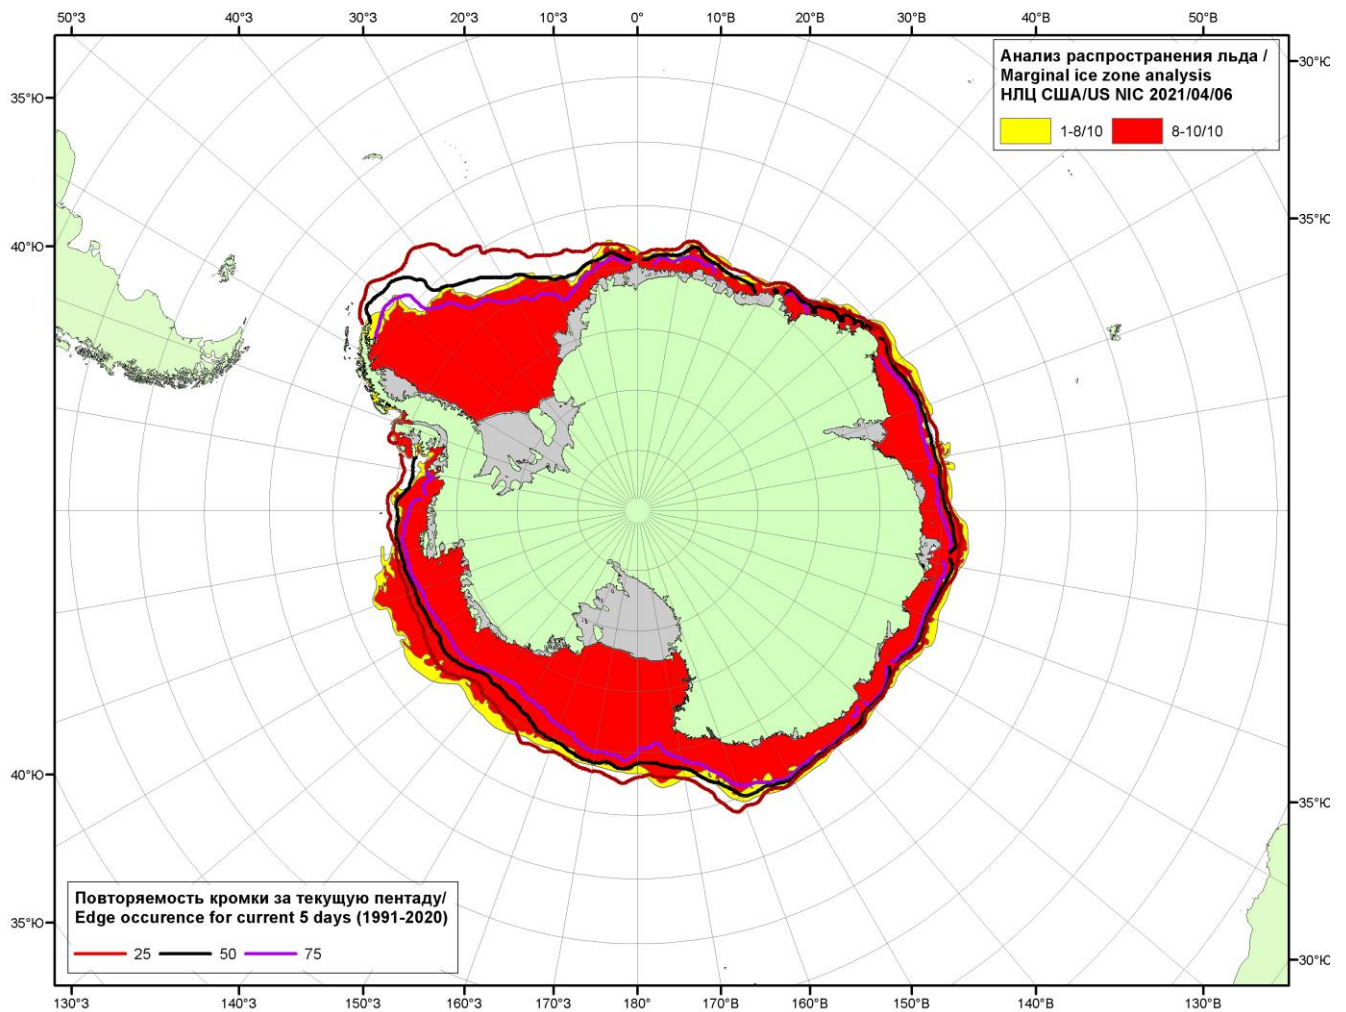 50°З 40°З 30°З 20°З 10°З 0° 10°В 20°В 30°В 40°В 50°В
Анализ распространения льда /
Marginal ice zone analysis
НЛЦ США/US NIC 2021/04/06
1-8/10 8-10/10
30°Ю
35°Ю
35°Ю
40°Ю
40°Ю
35°Ю
35°Ю
30°Ю
Повторяемость кромки за текущую пентаду/
Edge occurence for current 5 days (1991-2020)
25 50 75
130°З 140°З 150°З 160°З 170°З 180° 170°В 160°В 150°В 140°В 130°В